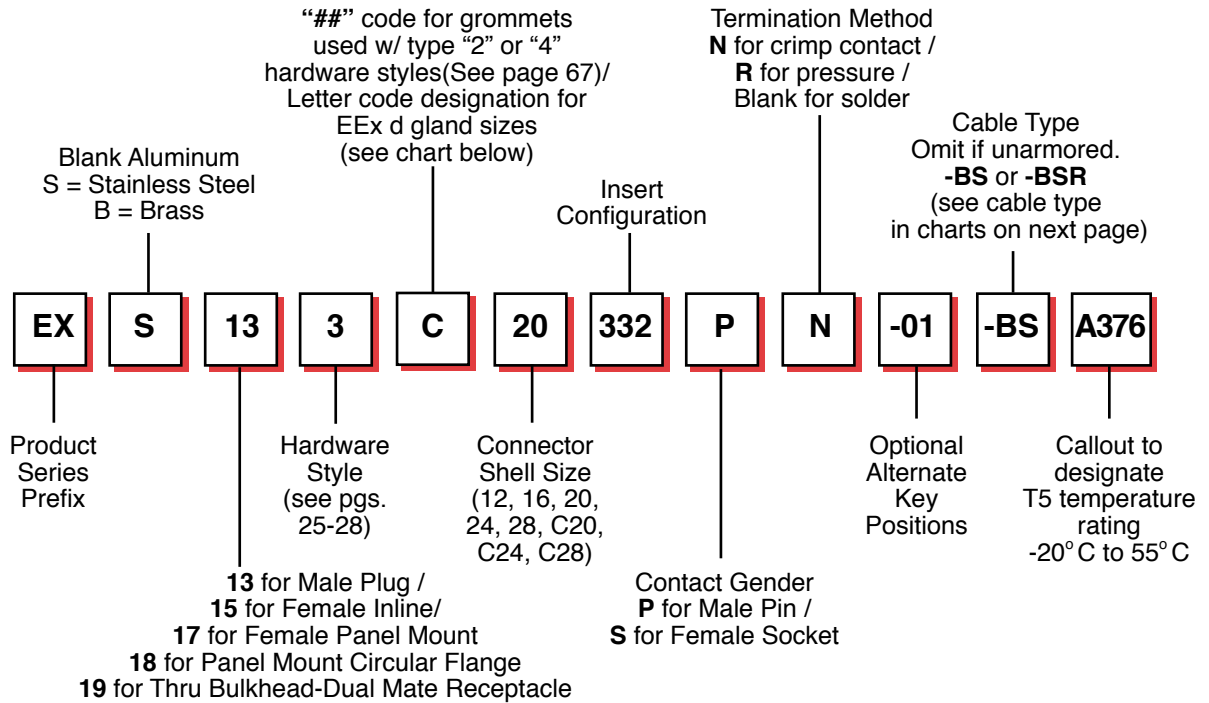 “##” code for grommets
used w/ type “2” or “4”
hardware styles(See page 67)/
Letter code designation for
EEx d gland sizes
(see chart below)
Termination Method
N for crimp contact /
R for pressure /
Blank for solder
Blank Aluminum
S = Stainless Steel
B = Brass
Insert
Configuration
Cable Type
Omit if unarmored.
-BS or -BSR
(see cable type
in charts on next page)
EX S 13 3 C 20 332 P N -01 -BS A376
Product
Series
Prefix
Hardware
Style
(see pgs.
25-28)
Connector
Shell Size
(12, 16, 20,
24, 28, C20,
C24, C28)
Optional
Alternate
Key
Positions
Callout to
designate
T5 temperature
rating
-20° C to 55° C
13 for Male Plug /
15 for Female Inline/
17 for Female Panel Mount
18 for Panel Mount Circular Flange
19 for Thru Bulkhead-Dual Mate Receptacle
Contact Gender
P for Male Pin /
S for Female Socket